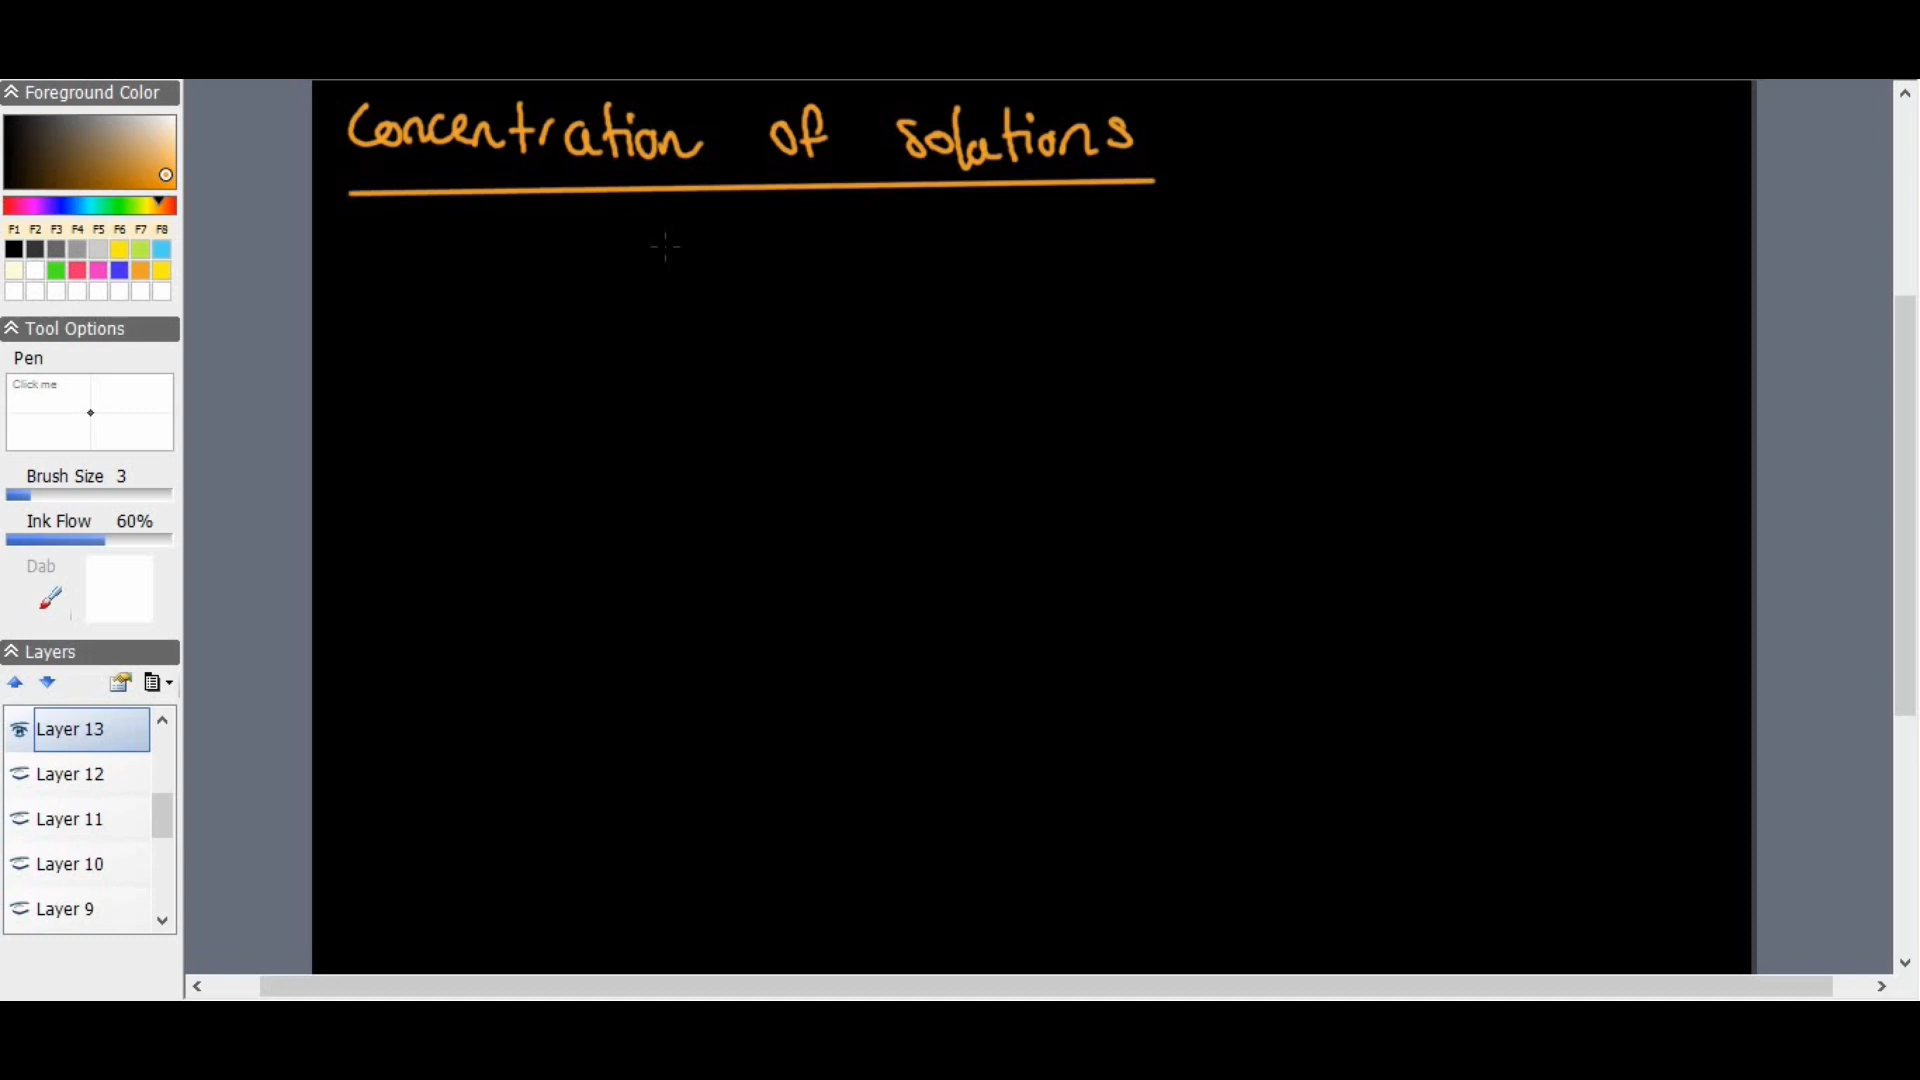 Foreground Color
Concentration of solutions
F1 F2 F3 F4 F5 F6 F7 F8
Tool Options
Pen
Click me
Brush Size 3
Ink Flow 60%
Dab
Layers
Layer 13
Layer 12
Layer 11
Layer 10
Layer 9